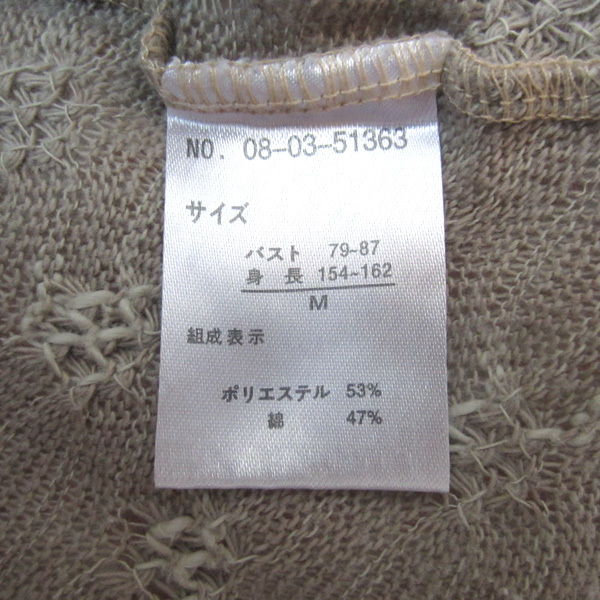 NO. 08-03-51363
サイズ
バスト 79-87
身長 154~162
M
組成表示
ポリエステル 53%
綿 47%